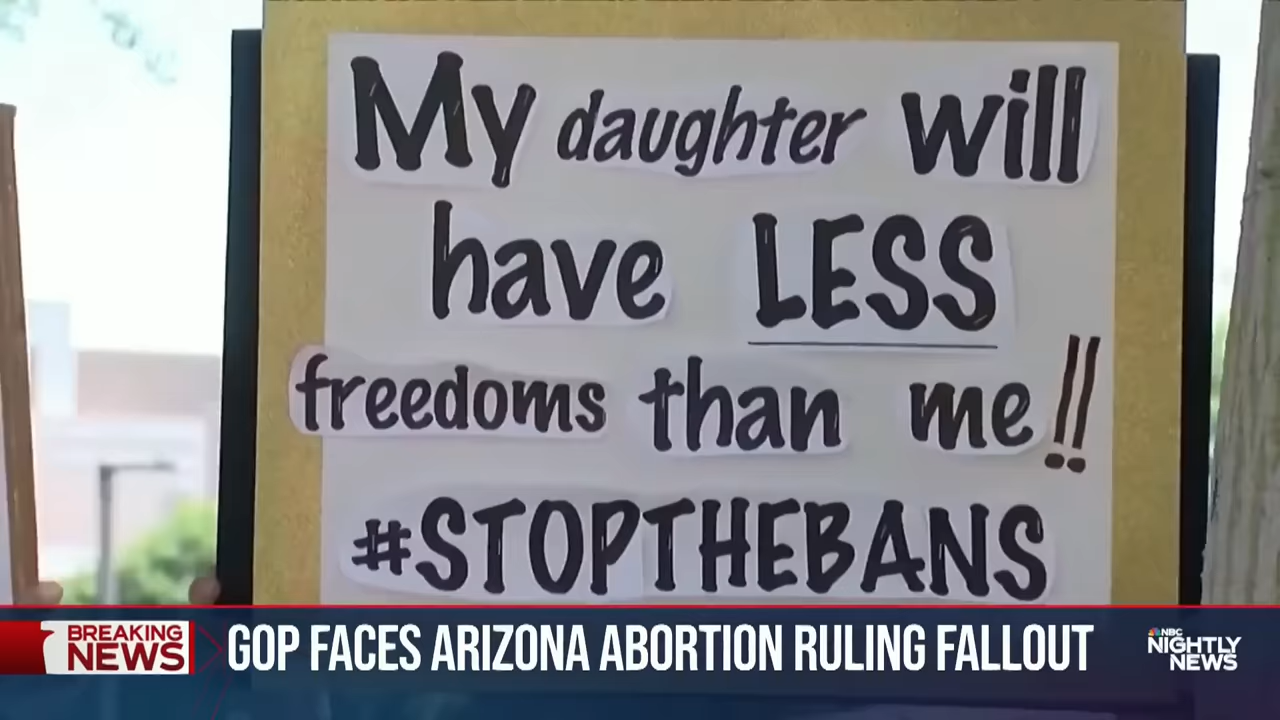 My daughter will
have LESS
freedoms than me!!
#STOPTHEBANS
BREAKING
NEWS
GOP FACES ARIZONA ABORTION RULING FALLOUT
NBC
NIGHTLY
NEWS